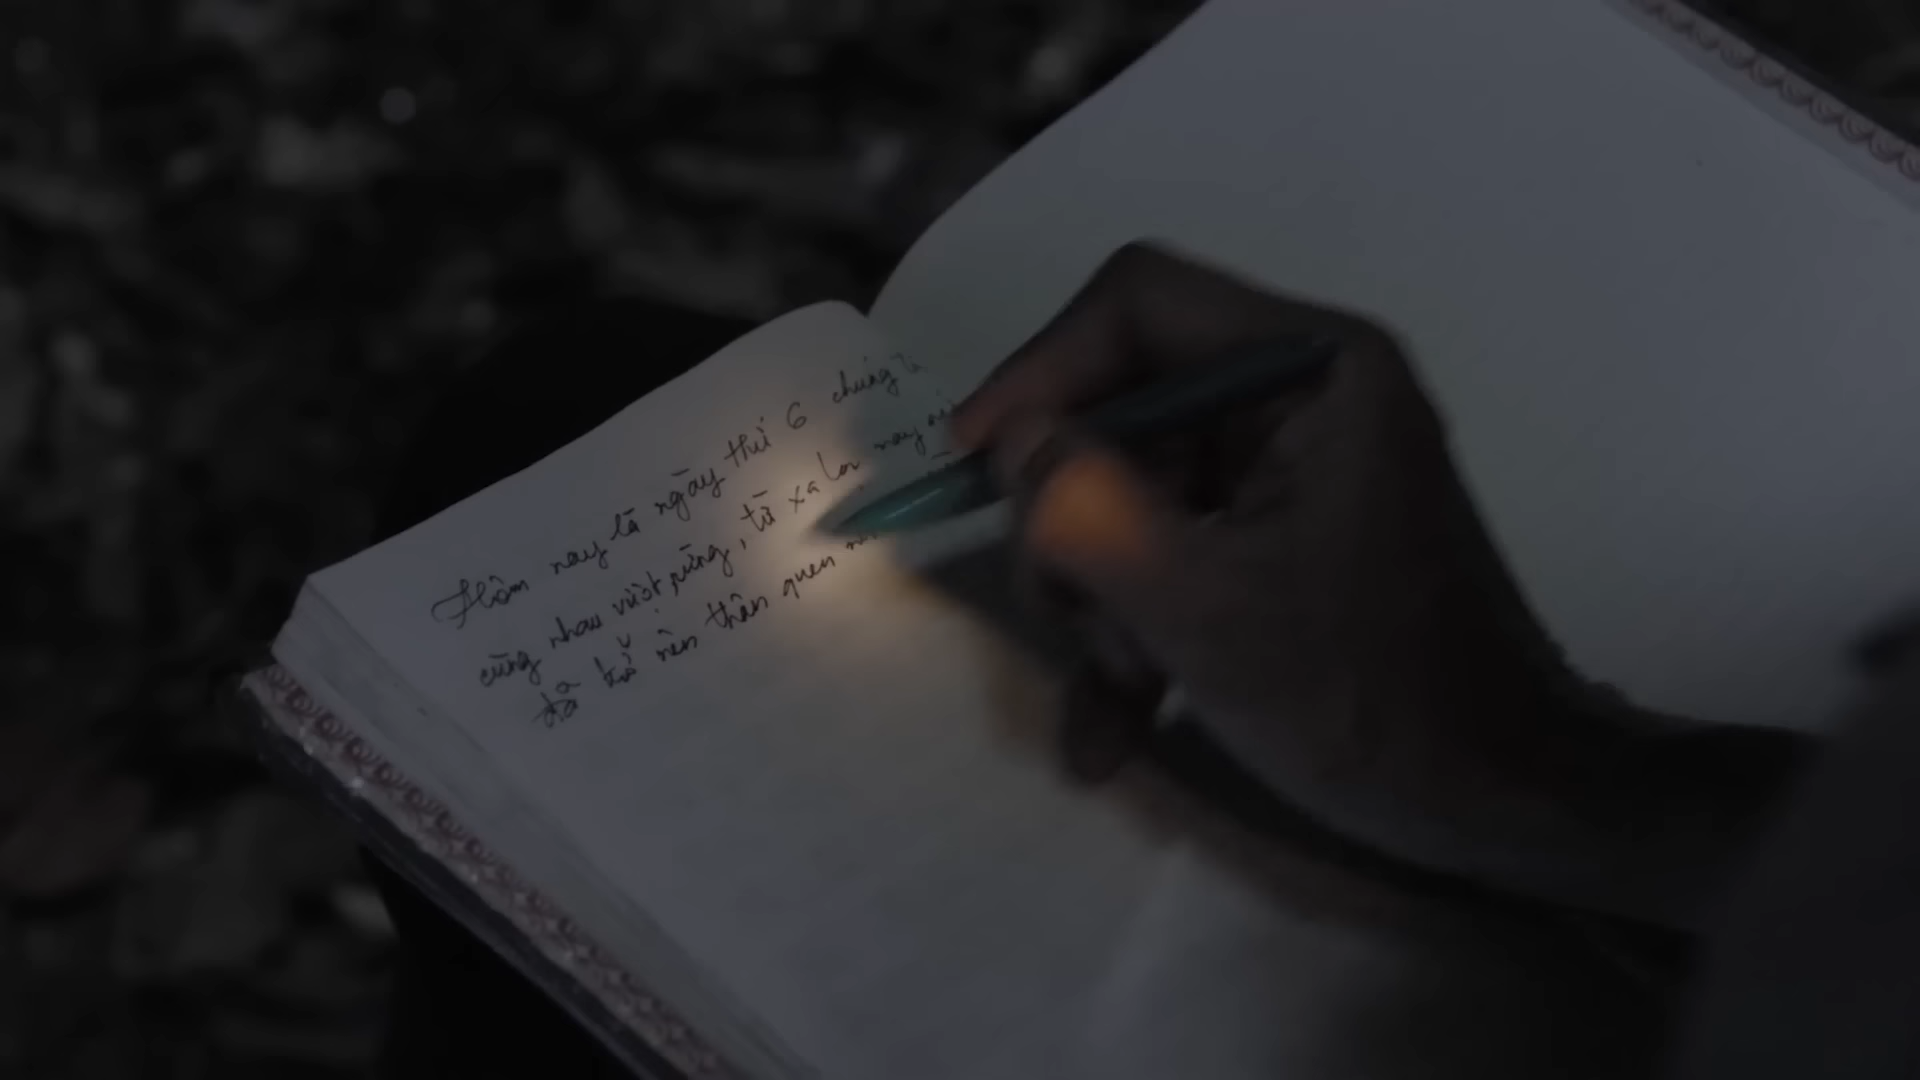 Hôm nay là ngày thứ 6 chúng ta
cùng nhau vượt rừng, từ xa lạ nay
đã trở nên thân quen